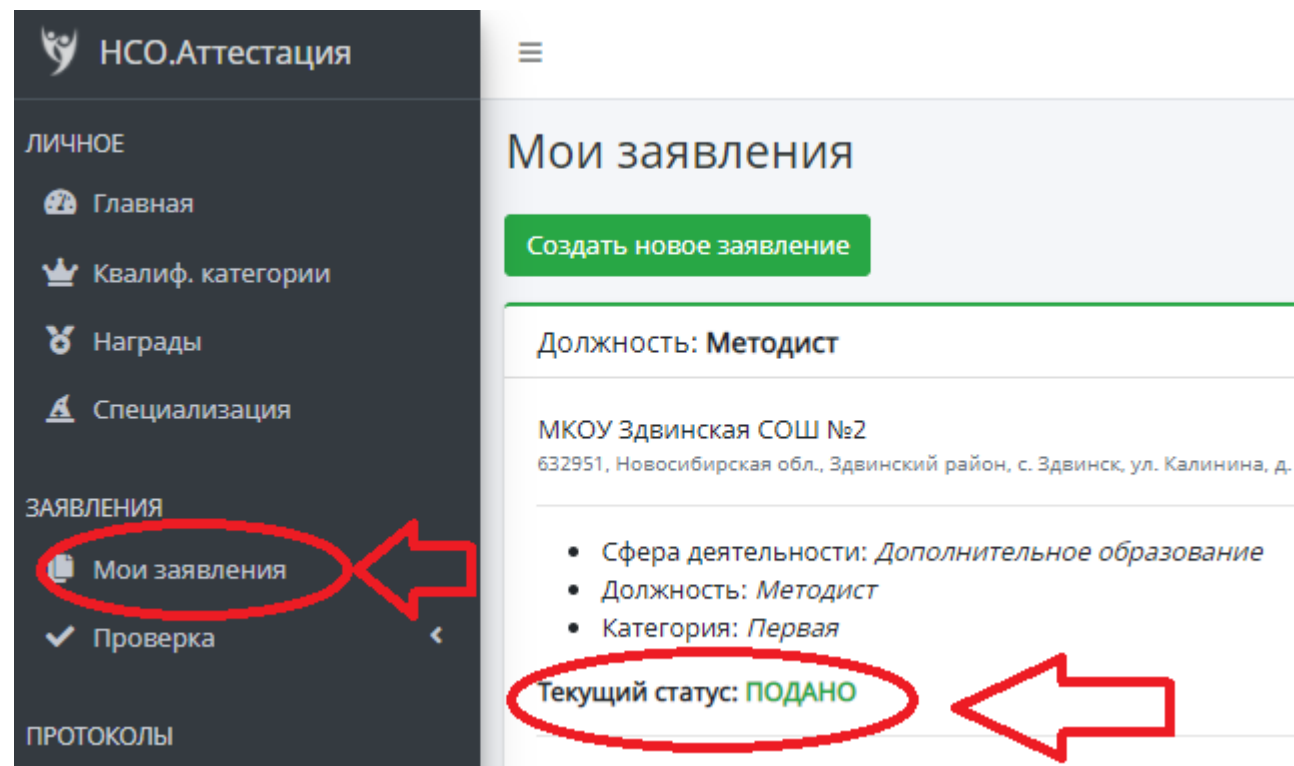 НСО.Аттестация
ЛИЧНОЕ
Главная
Квалиф. категории
Награды
Специализация
ЗАЯВЛЕНИЯ
Мои заявления
Проверка
ПРОТОКОЛЫ
Мои заявления
Создать новое заявление
Должность: Методист
МКОУ Здвинская СОШ №2
632951, Новосибирская обл., Здвинский район, с. Здвинск, ул. Калинина, д.
Сфера деятельности: Дополнительное образование
Должность: Методист
Категория: Первая
Текущий статус: ПОДАНО